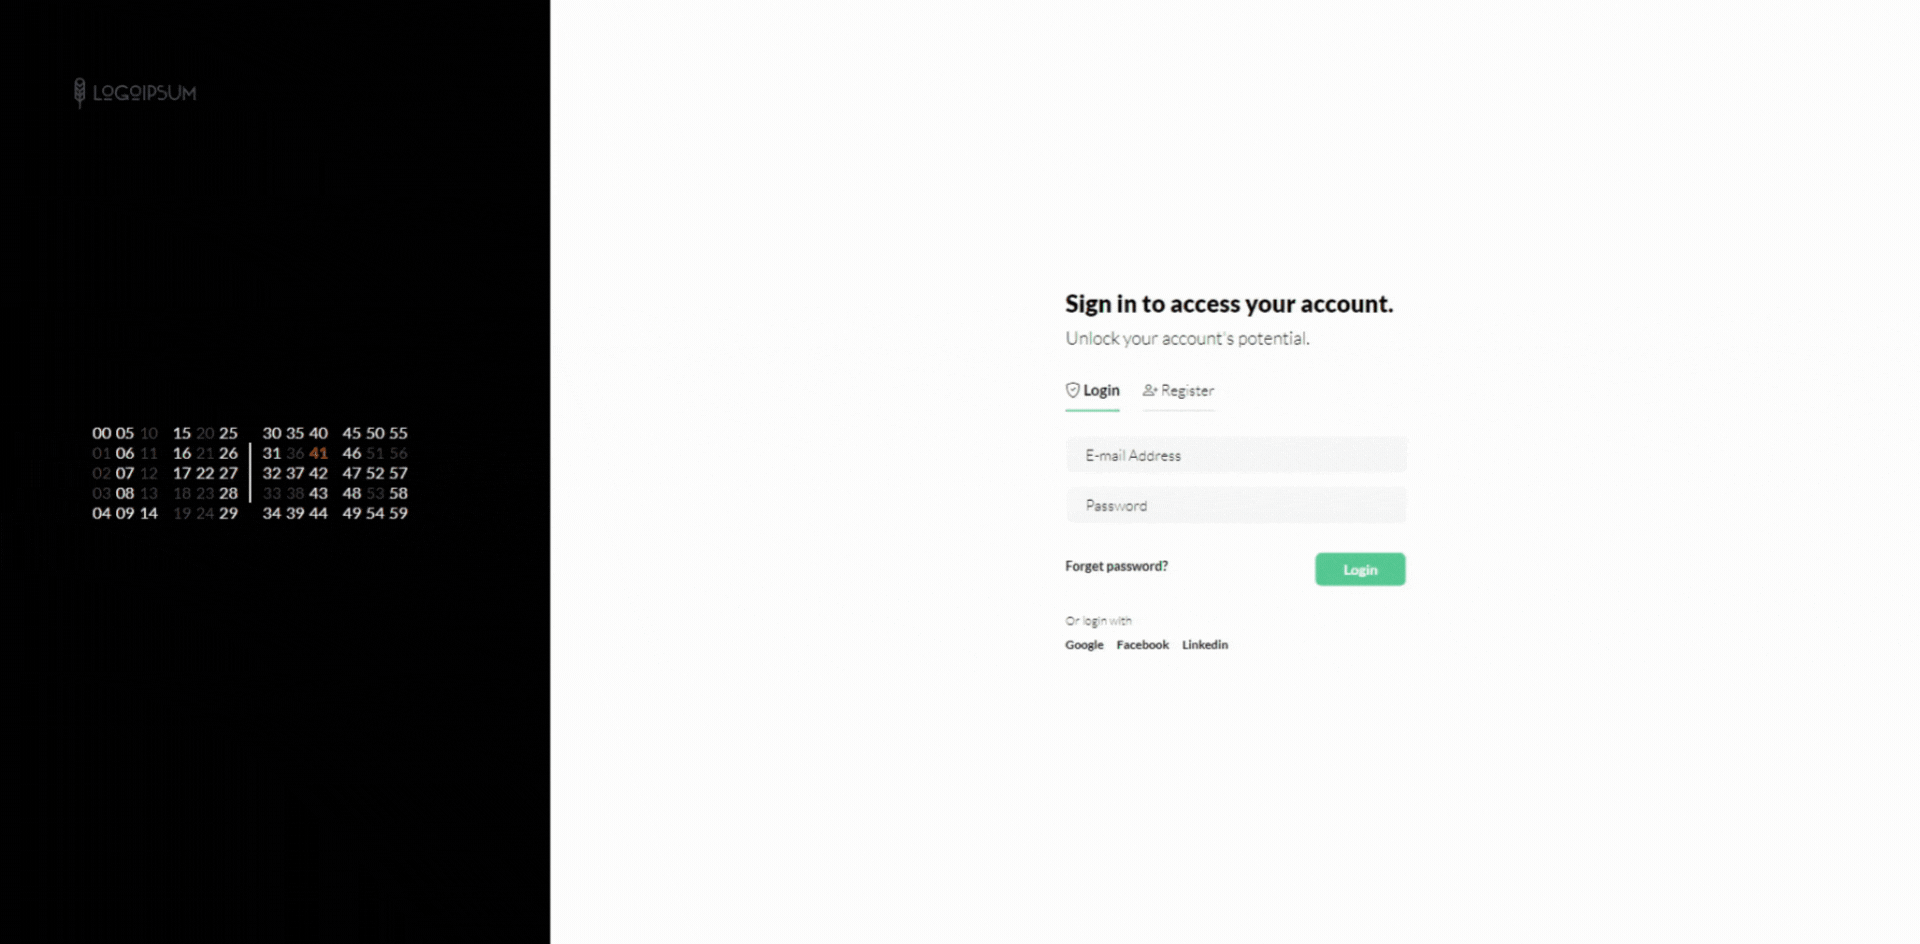 LOGOIPSUM
00 05 10 15 20 25 30 35 40 45 50 55
01 06 11 16 21 26 31 36 41 46 51 56
02 07 12 17 22 27 32 37 42 47 52 57
03 08 13 18 23 28 33 38 43 48 53 58
04 09 14 19 24 29 34 39 44 49 54 59
Sign in to access your account.
Unlock your account's potential.
Login Register
E-mail Address
Password
Forget password? Login
Or login with
Google Facebook Linkedin